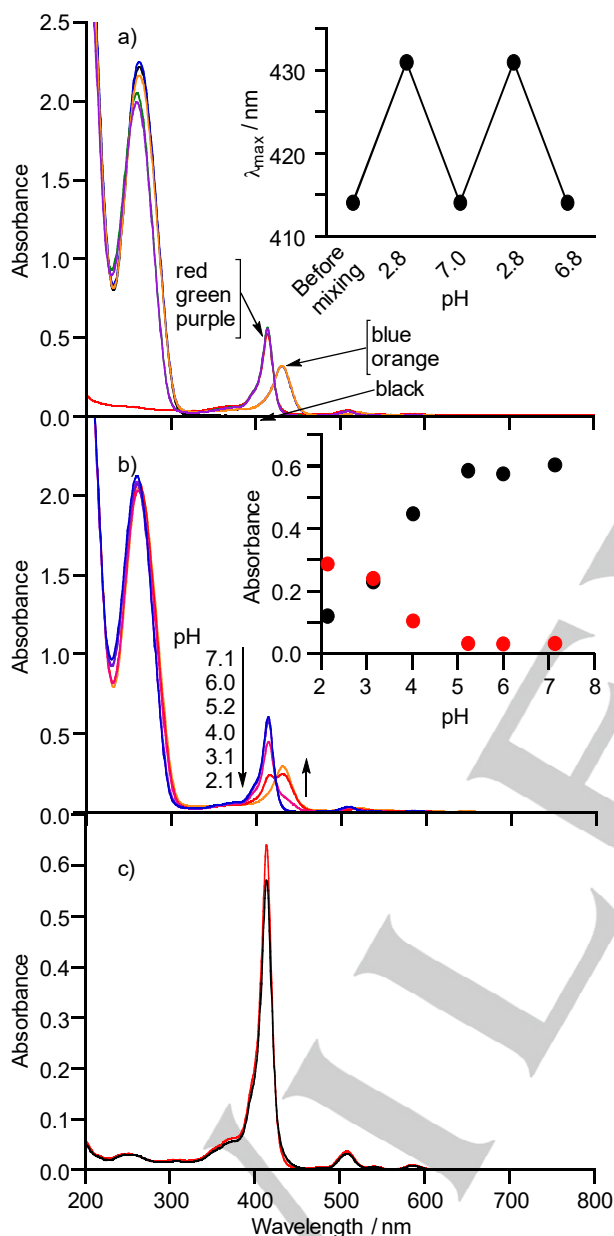 a)
2.5
2.0
1.5
1.0
0.5
0.0
Absorbance
red
green
purple
blue
orange
black
430
420
410
λmax / nm
Before mixing
2.8
7.0
2.8
6.8
pH
b)
2.0
1.5
1.0
0.5
0.0
Absorbance
pH
7.1
6.0
5.2
4.0
3.1
2.1
0.6
0.4
0.2
0.0
Absorbance
2 3 4 5 6 7 8
pH
c)
0.6
0.5
0.4
0.3
0.2
0.1
0.0
Absorbance
200 300 400 500 600 700 800
Wavelength / nm